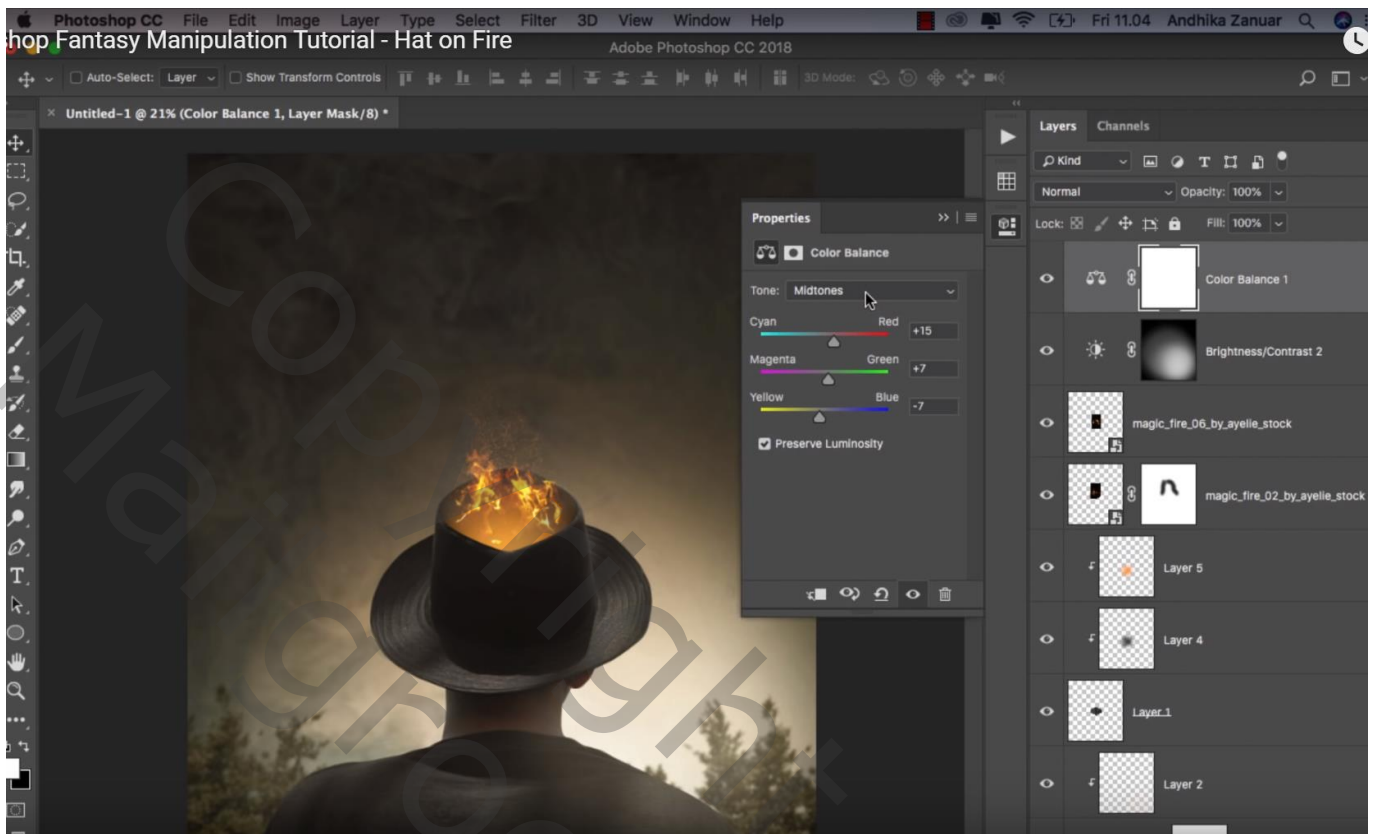 Photoshop CC File Edit Image Layer Type Select Filter 3D View Window Help Fri 11.04 Andhika Zanuar
hop Fantasy Manipulation Tutorial - Hat on Fire
Adobe Photoshop CC 2018
Auto-Select: Layer Show Transform Controls 3D Mode:
Untitled-1 @ 21% (Color Balance 1, Layer Mask/8) *
Layers Channels
Kind
Normal Opacity: 100%
Lock: Fill: 100%
Properties
Color Balance
Tone: Midtones
Cyan Red +15
Magenta Green +7
Yellow Blue -7
Preserve Luminosity
Color Balance 1
Brightness/Contrast 2
magic_fire_06_by_ayelie_stock
magic_fire_02_by_ayelie_stock
Layer 5
Layer 4
Layer 1
Layer 2
Copyright